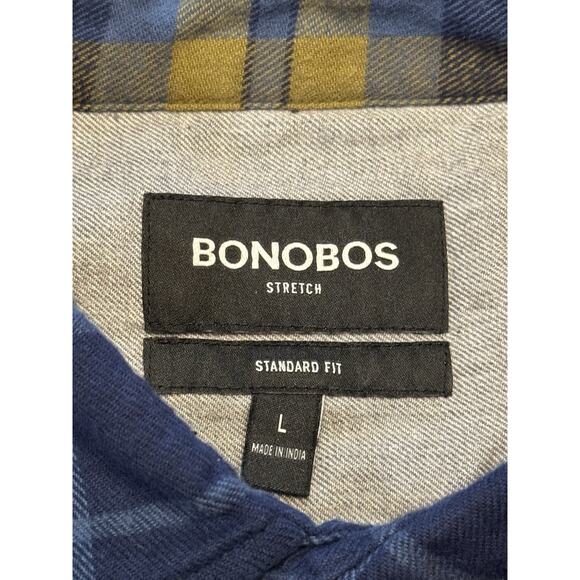 BONOBOS
STRETCH
STANDARD FIT
L
MADE IN INDIA